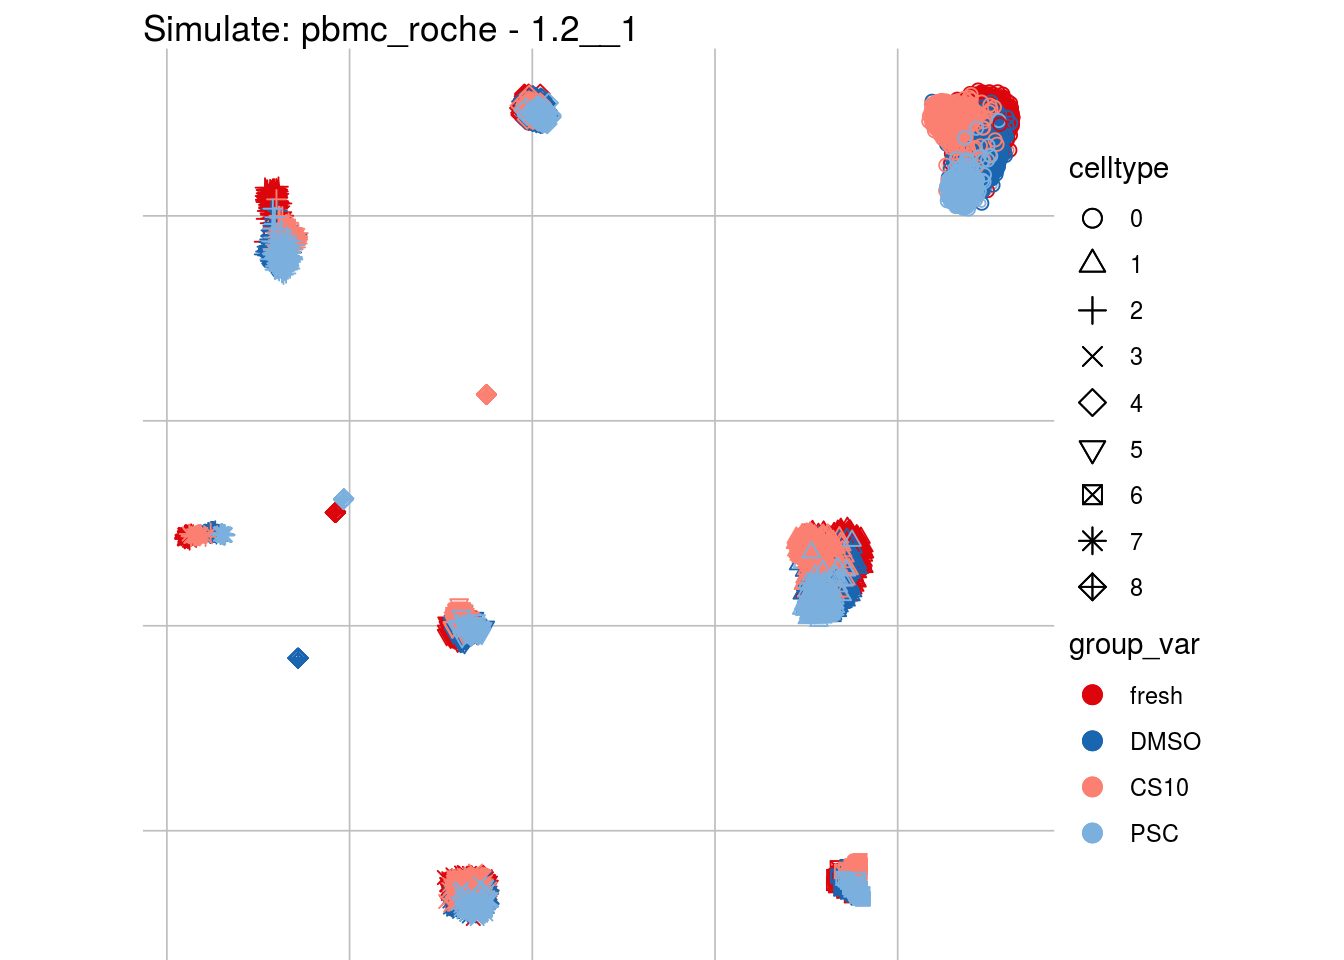 Simulate: pbmc_roche - 1.2__1
celltype
0
1
2
3
4
5
6
7
8
group_var
fresh
DMSO
CS10
PSC